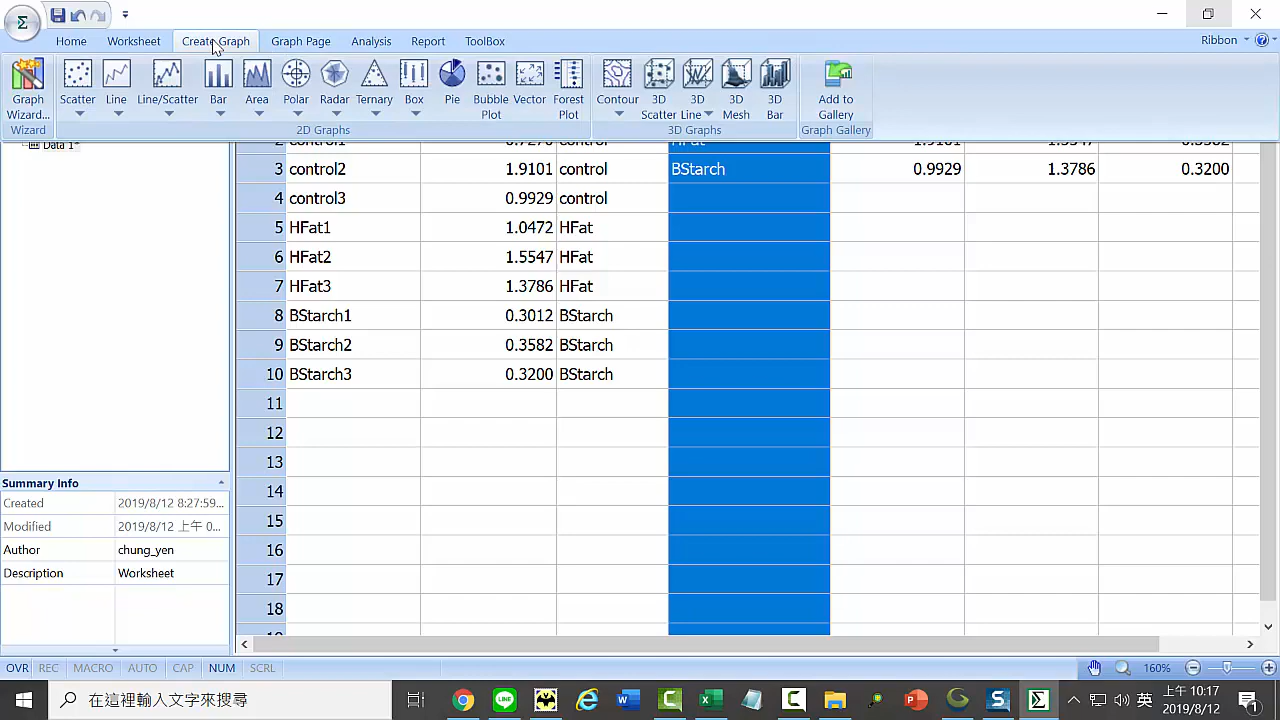 Home Worksheet Create Graph Graph Page Analysis Report ToolBox Ribbon
Graph Wizard... Scatter Line Line/Scatter Bar Area Polar Radar Ternary Box Pie Bubble Plot Vector Forest Plot Contour 3D Scatter 3D Line 3D Mesh 3D Bar Add to Gallery
Wizard 2D Graphs 3D Graphs Graph Gallery
Data 1*
2 control1 control HFat
3 control2 1.9101 control BStarch 0.9929 1.3786 0.3200
4 control3 0.9929 control
5 HFat1 1.0472 HFat
6 HFat2 1.5547 HFat
7 HFat3 1.3786 HFat
8 BStarch1 0.3012 BStarch
9 BStarch2 0.3582 BStarch
10 BStarch3 0.3200 BStarch
11
12
13
14
15
16
17
18
Summary Info
Created 2019/8/12 8:27:59...
Modified 2019/8/12 上午 0...
Author chung_yen
Description Worksheet
OVR REC MACRO AUTO CAP NUM SCRL 160%
在這裡輸入文字來搜尋
英 上午 10:17
2019/8/12
1